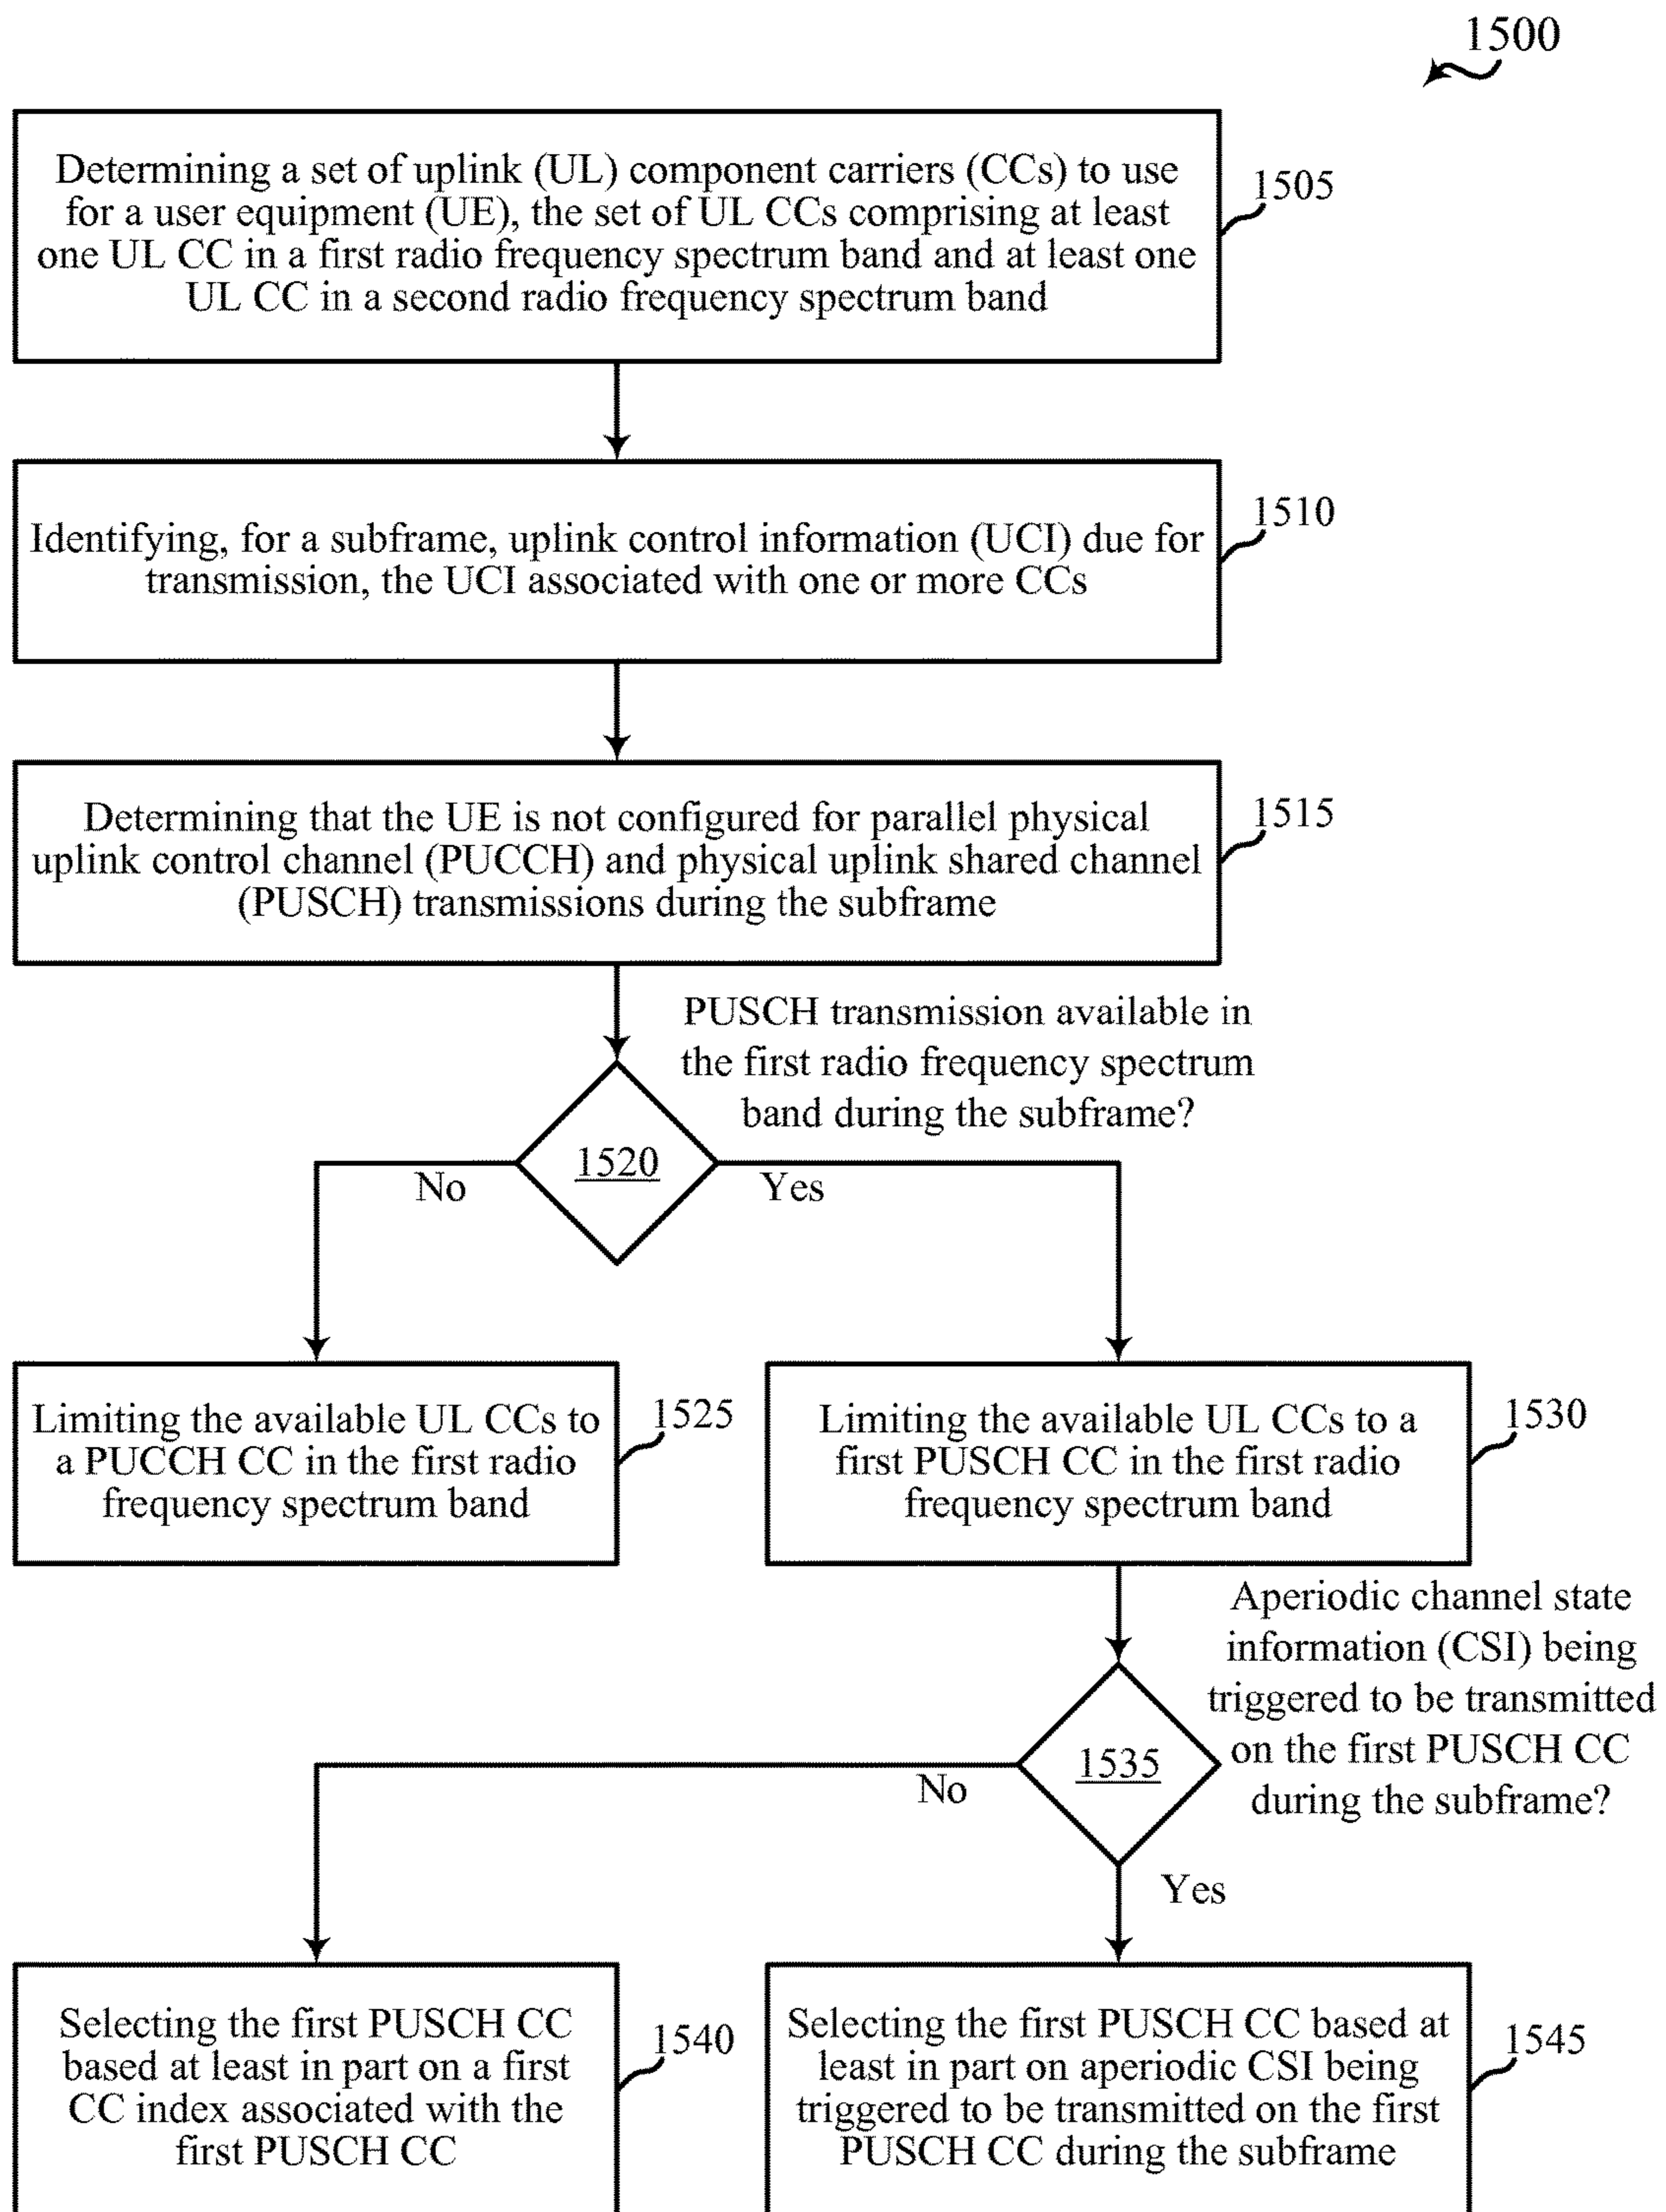 1500
Determining a set of uplink (UL) component carriers (CCs) to use
for a user equipment (UE), the set of UL CCs comprising at least
one UL CC in a first radio frequency spectrum band and at least one
UL CC in a second radio frequency spectrum band
1505
Identifying, for a subframe, uplink control information (UCI) due for
transmission, the UCI associated with one or more CCs
1510
Determining that the UE is not configured for parallel physical
uplink control channel (PUCCH) and physical uplink shared channel
(PUSCH) transmissions during the subframe
1515
PUSCH transmission available in
the first radio frequency spectrum
band during the subframe?
1520
No
Yes
Limiting the available UL CCs to
a PUCCH CC in the first radio
frequency spectrum band
1525
Limiting the available UL CCs to a
first PUSCH CC in the first radio
frequency spectrum band
1530
Aperiodic channel state
information (CSI) being
triggered to be transmitted
on the first PUSCH CC
during the subframe?
1535
No
Yes
Selecting the first PUSCH CC
based at least in part on a first
CC index associated with the
first PUSCH CC
1540
Selecting the first PUSCH CC based at
least in part on aperiodic CSI being
triggered to be transmitted on the first
PUSCH CC during the subframe
1545